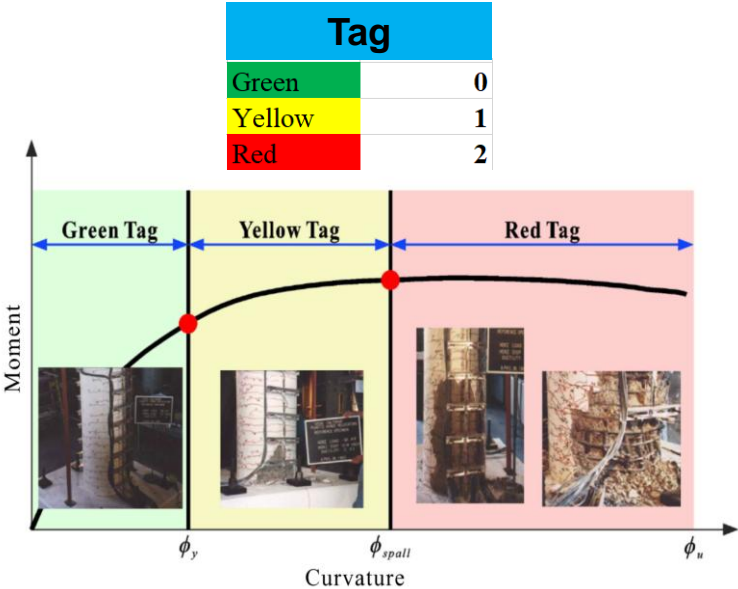 Tag
Green 0
Yellow 1
Red 2
Green Tag Yellow Tag Red Tag
Moment
ϕy ϕspall ϕu
Curvature